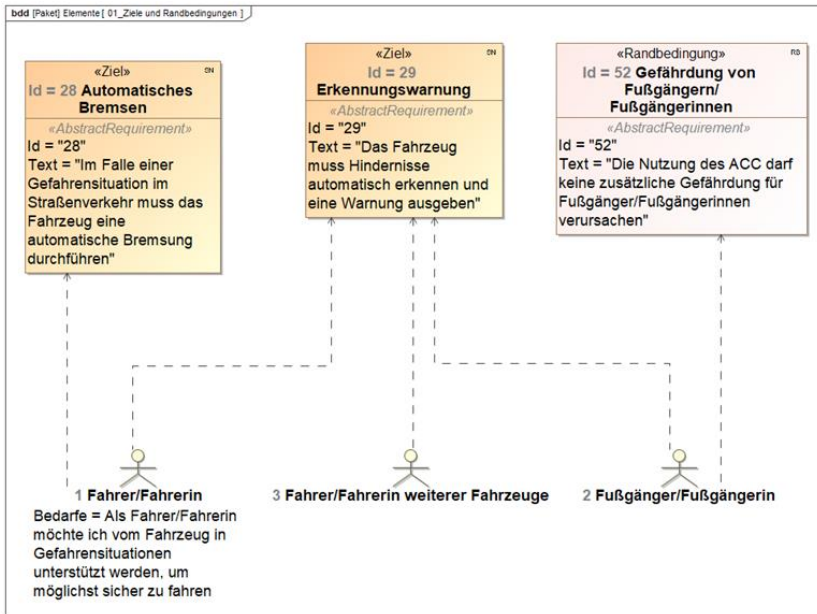 bdd [Paket] Elemente [ 01_Ziele und Randbedingungen ]
«Ziel»
Id = 28 Automatisches
Bremsen
«AbstractRequirement»
Id = "28"
Text = "Im Falle einer
Gefahrensituation im
Straßenverkehr muss das
Fahrzeug eine
automatische Bremsung
durchführen"
«Ziel»
Id = 29
Erkennungswarnung
«AbstractRequirement»
Id = "29"
Text = "Das Fahrzeug
muss Hindernisse
automatisch erkennen und
eine Warnung ausgeben"
«Randbedingung»
Id = 52 Gefährdung von
Fußgängern/
Fußgängerinnen
«AbstractRequirement»
Id = "52"
Text = "Die Nutzung des ACC darf
keine zusätzliche Gefährdung für
Fußgänger/Fußgängerinnen
verursachen"
1 Fahrer/Fahrerin
Bedarfe = Als Fahrer/Fahrerin
möchte ich vom Fahrzeug in
Gefahrensituationen
unterstützt werden, um
möglichst sicher zu fahren
3 Fahrer/Fahrerin weiterer Fahrzeuge
2 Fußgänger/Fußgängerin